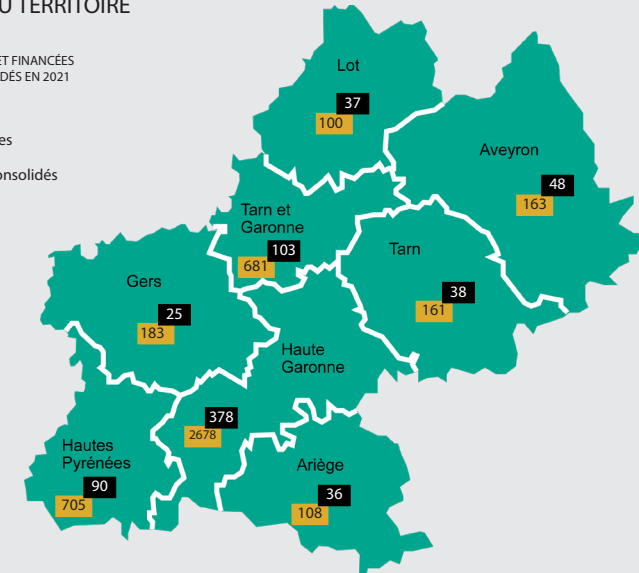 U TERRITOIRE
ET FINANCÉES
DÉS EN 2021
es
onsolidés
Lot
37
100
Aveyron
48
163
Tarn et
Garonne
103
681
Tarn
38
161
Gers
25
183
Haute
Garonne
378
2678
Hautes
Pyrénées
90
705
Ariège
36
108